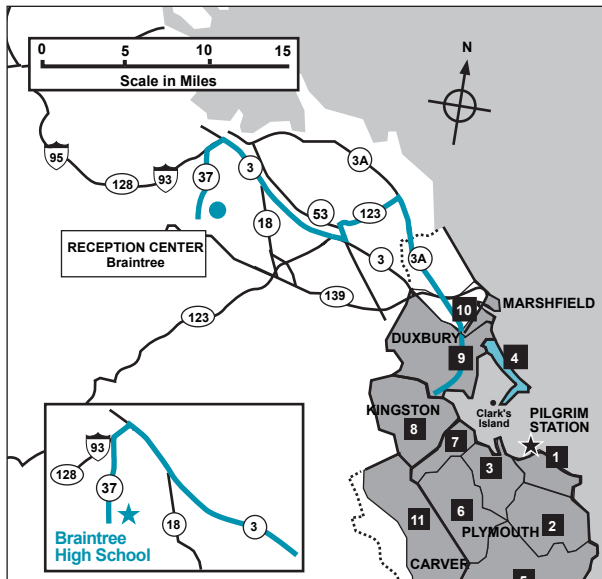 0 5 10 15
Scale in Miles
N
95
128
93
37
3
3A
53
123
18
RECEPTION CENTER
Braintree
3
3A
139
123
10
MARSHFIELD
DUXBURY
9
4
Clark's
Island
KINGSTON
8
PILGRIM
STATION
7
3
1
11
6
PLYMOUTH
2
CARVER
5
93
128
37
18
3
Braintree
High School